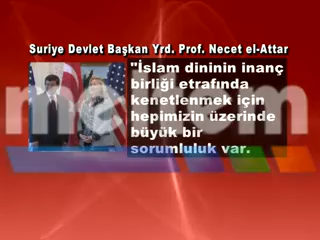 Suriye Devlet Başkan Yrd. Prof. Necet el-Attar
"İslam dininin inanç
birliği etrafında
kenetlenmek için
hepimizin üzerinde
büyük bir
sorumluluk var.